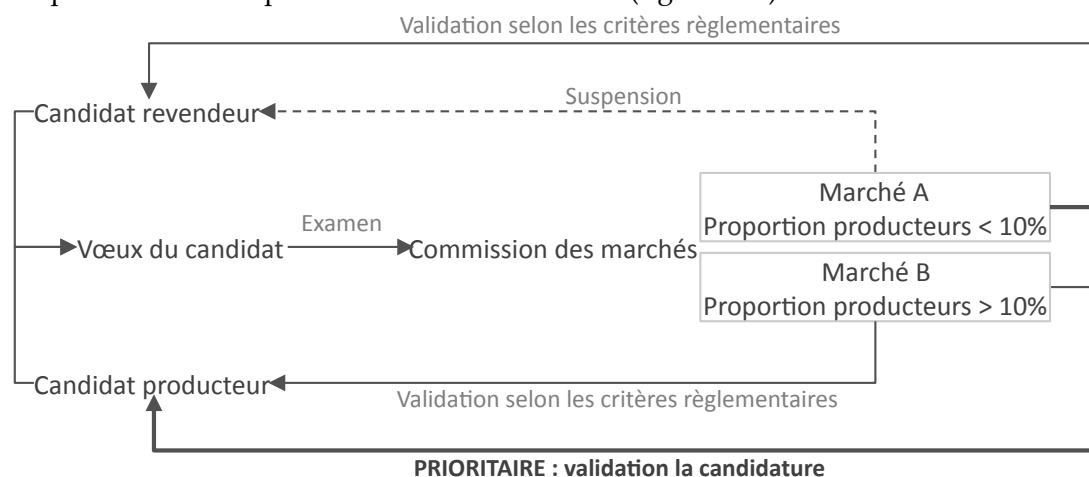 Validation selon les critères règlementaires
Candidat revendeur
Suspension
Marché A
Proportion producteurs < 10%
Examen
Vœux du candidat
Commission des marchés
Marché B
Proportion producteurs > 10%
Candidat producteur
Validation selon les critères règlementaires
PRIORITAIRE : validation la candidature